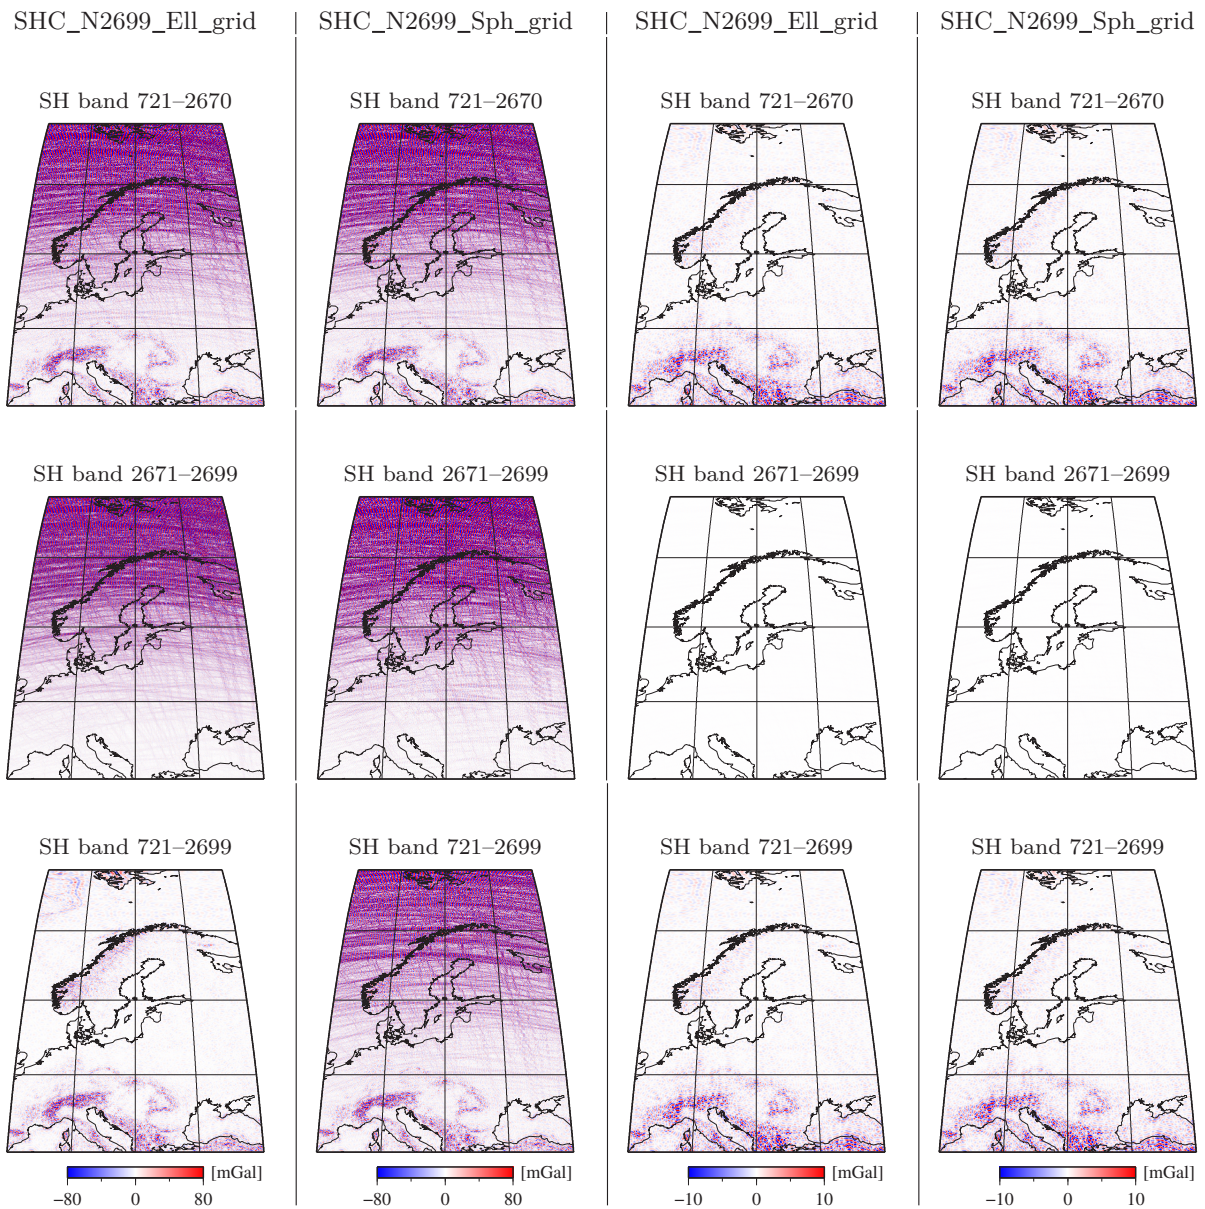 SHC_N2699_Ell_grid SHC_N2699_Sph_grid SHC_N2699_Ell_grid SHC_N2699_Sph_grid
SH band 721–2670 SH band 721–2670 SH band 721–2670 SH band 721–2670
SH band 2671–2699 SH band 2671–2699 SH band 2671–2699 SH band 2671–2699
SH band 721–2699 SH band 721–2699 SH band 721–2699 SH band 721–2699
[mGal] [mGal] [mGal] [mGal]
−80 0 80 −80 0 80 −10 0 10 −10 0 10